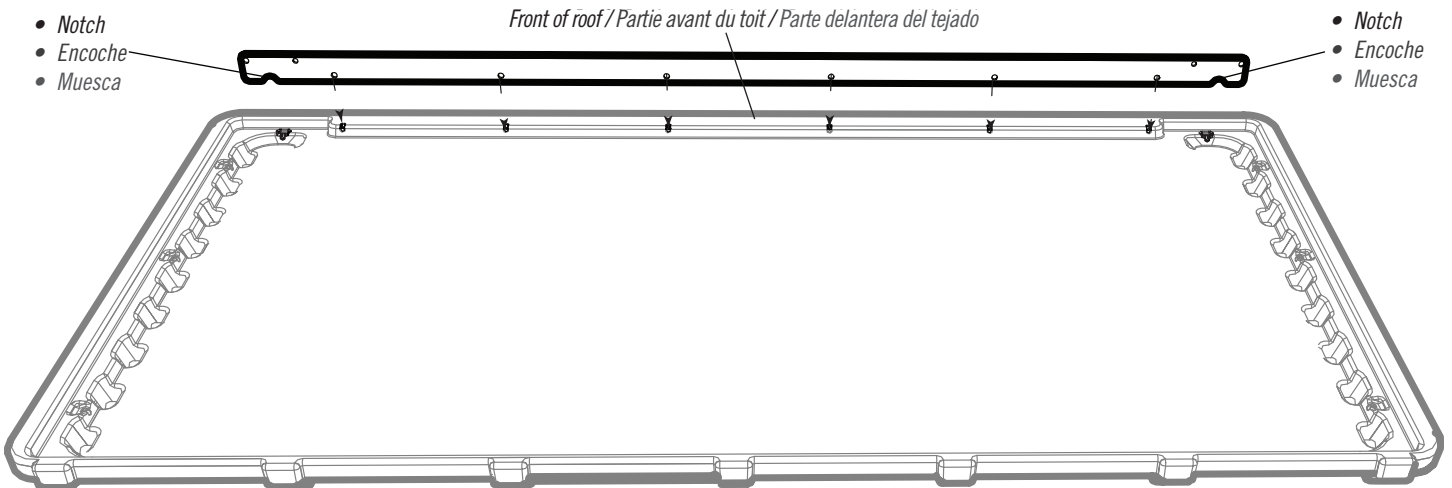 • Notch
• Encoche
• Muesca
Front of roof / Partie avant du toit / Parte delantera del tejado
• Notch
• Encoche
• Muesca